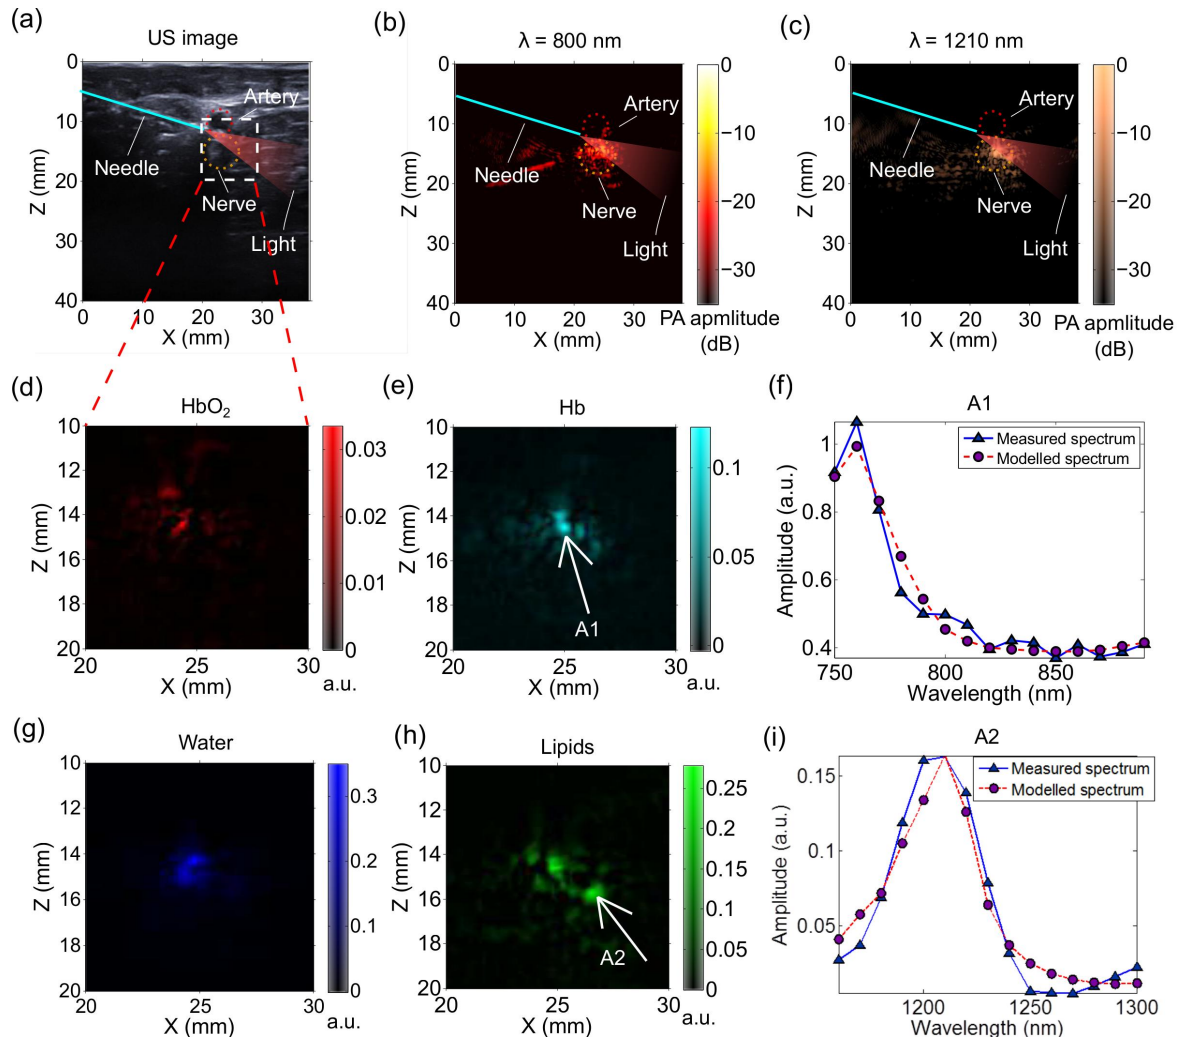 (a)
US image
0
10
20
30
40
Z (mm)
0
10
20
30
X (mm)
Artery
Needle
Nerve
Light
(b)
λ = 800 nm
0
10
20
30
40
Z (mm)
0
10
20
30
X (mm)
Artery
Needle
Nerve
Light
0
−10
−20
−30
PA apmlitude
(dB)
(c)
λ = 1210 nm
0
10
20
30
40
Z (mm)
0
10
20
30
X (mm)
Artery
Needle
Nerve
Light
0
−10
−20
−30
PA apmlitude
(dB)
(d)
HbO2
10
12
14
16
18
20
Z (mm)
20
25
30
X (mm)
0.03
0.02
0.01
0
a.u.
(e)
Hb
10
12
14
16
18
20
Z (mm)
20
25
30
X (mm)
A1
0.1
0.05
0
a.u.
(f)
A1
Measured spectrum
Modelled spectrum
1
0.8
0.6
0.4
Amplitude (a.u.)
750
800
850
Wavelength (nm)
(g)
Water
10
12
14
16
18
20
Z (mm)
20
25
30
X (mm)
0.3
0.2
0.1
0
a.u.
(h)
Lipids
10
12
14
16
18
20
Z (mm)
20
25
30
X (mm)
A2
0.25
0.2
0.15
0.1
0.05
0
a.u.
(i)
A2
Measured spectrum
Modelled spectrum
0.15
0.1
0.05
Amplitude (a.u.)
1200
1250
1300
Wavelength (nm)